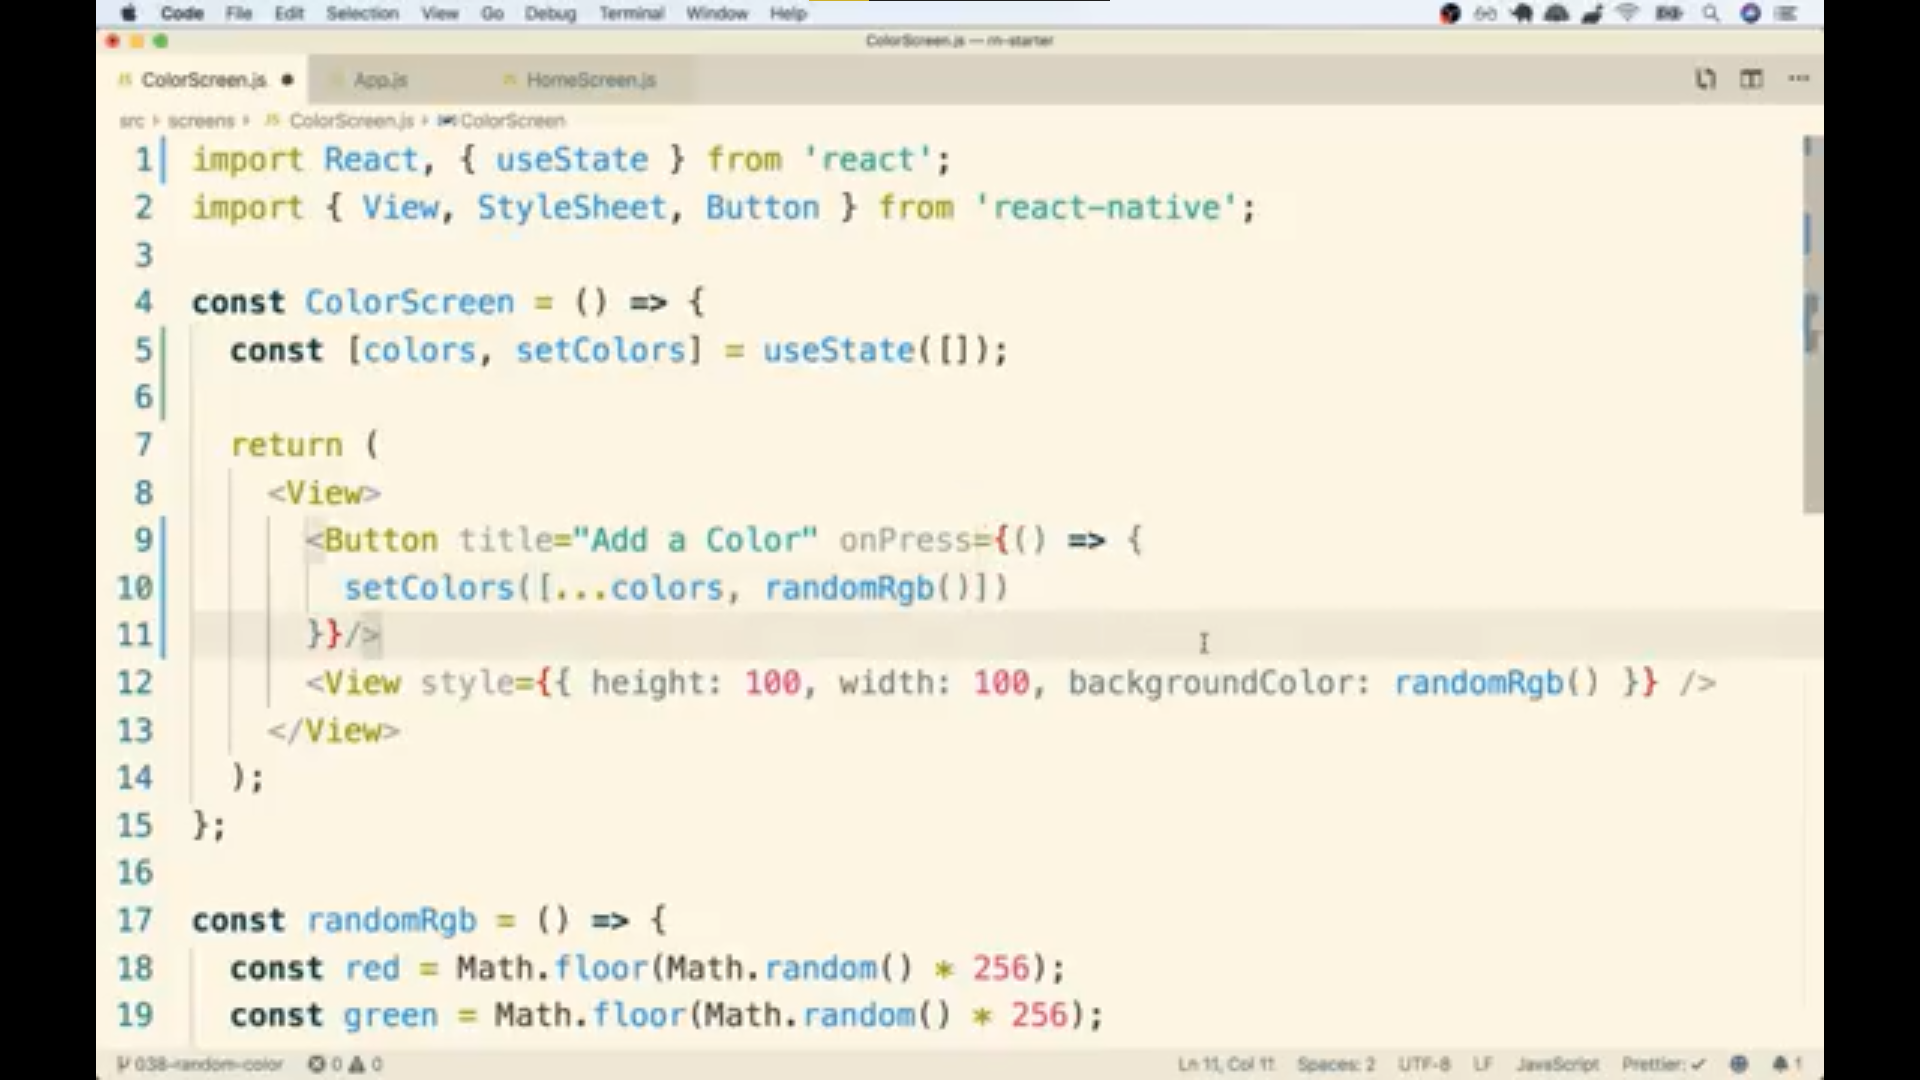 Code File Edit Selection View Go Debug Terminal Window Help
ColorScreen.js — rn-starter
JS ColorScreen.js ● App.js JS HomeScreen.js
src › screens › JS ColorScreen.js › ColorScreen
1 import React, { useState } from 'react';
2 import { View, StyleSheet, Button } from 'react-native';
3
4 const ColorScreen = () => {
5 const [colors, setColors] = useState([]);
6
7 return (
8 <View>
9 <Button title="Add a Color" onPress={() => {
10 setColors([...colors, randomRgb()])
11 }}/>
12 <View style={{ height: 100, width: 100, backgroundColor: randomRgb() }} />
13 </View>
14 );
15 };
16
17 const randomRgb = () => {
18 const red = Math.floor(Math.random() * 256);
19 const green = Math.floor(Math.random() * 256);
038-random-color 0 0 Ln 11, Col 11 Spaces: 2 UTF-8 LF JavaScript Prettier: ✓ 1